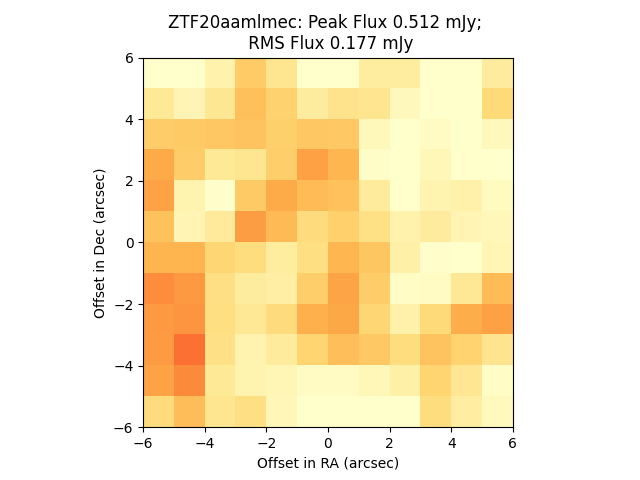 ZTF20aamlmec: Peak Flux 0.512 mJy;
RMS Flux 0.177 mJy
6
4
2
0
−2
−4
−6
Offset in Dec (arcsec)
−6 −4 −2 0 2 4 6
Offset in RA (arcsec)